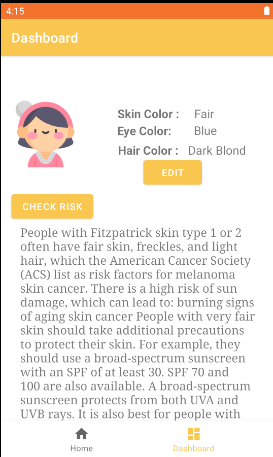 4:15
Dashboard
Skin Color : Fair
Eye Color: Blue
Hair Color : Dark Blond
EDIT
CHECK RISK
People with Fitzpatrick skin type 1 or 2
often have fair skin, freckles, and light
hair, which the American Cancer Society
(ACS) list as risk factors for melanoma
skin cancer. There is a high risk of sun
damage, which can lead to: burning signs
of aging skin cancer People with very fair
skin should take additional precautions
to protect their skin. For example, they
should use a broad-spectrum sunscreen
with an SPF of at least 30. SPF 70 and
100 are also available. A broad-spectrum
sunscreen protects from both UVA and
UVB rays. It is also best for people with
Home
Dashboard